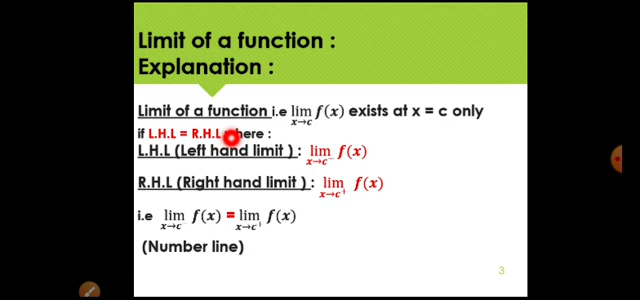 Limit of a function :
Explanation :
Limit of a function i.e lim x→c f(x) exists at x = c only
if L.H.L = R.H.L here :
L.H.L (Left hand limit ) : lim x→c⁻ f(x)
R.H.L (Right hand limit ) : lim x→c⁺ f(x)
i.e lim x→c f(x) = lim x→c⁺ f(x)
(Number line)
3